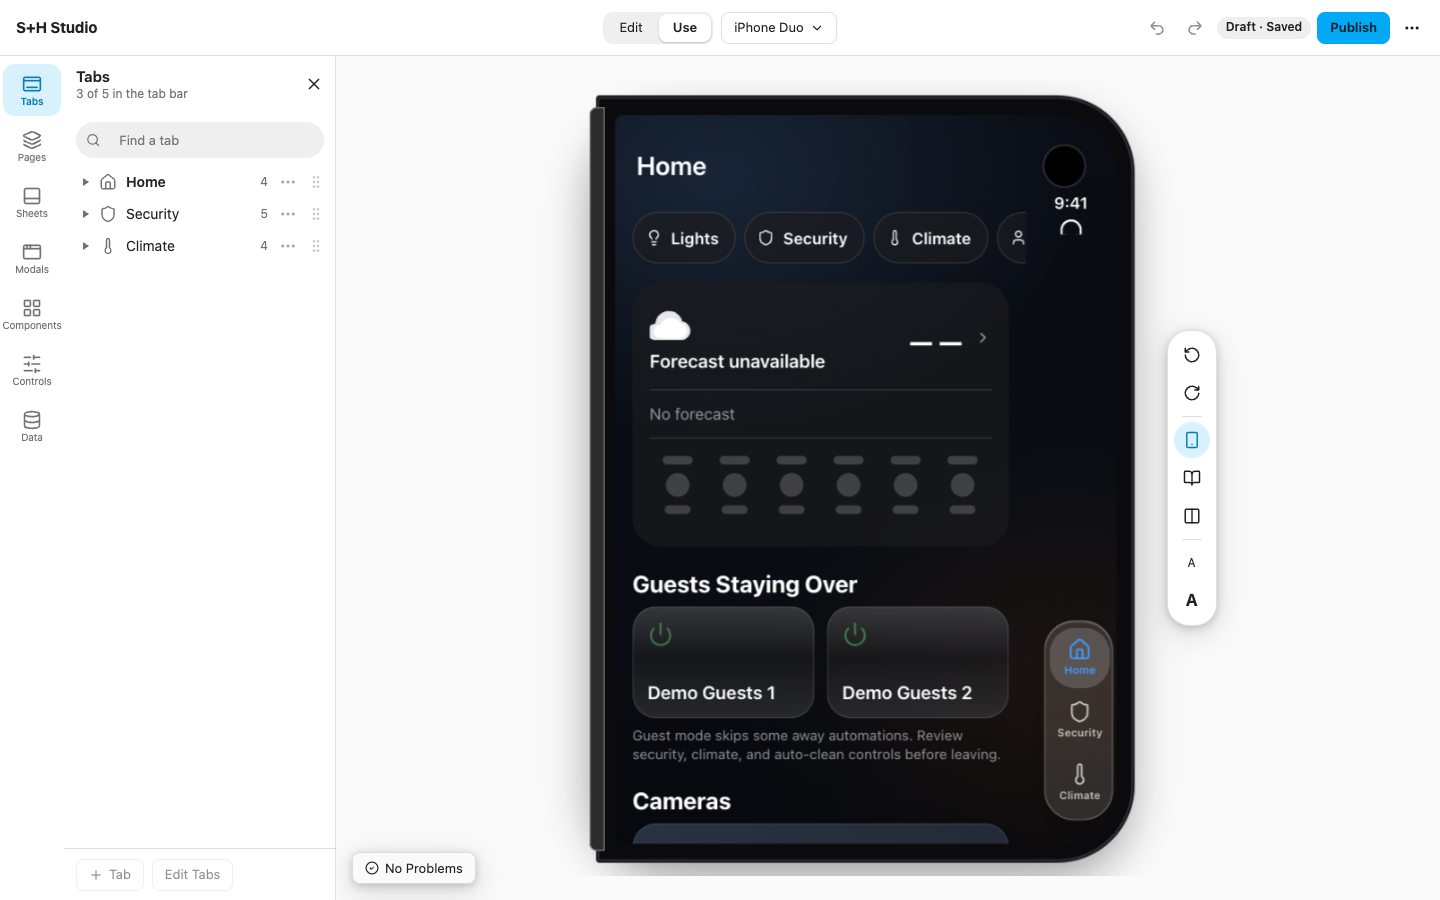 S+H Studio
Edit
Use
iPhone Duo
Draft · Saved
Publish
Tabs
Pages
Sheets
Modals
Components
Controls
Data
Tabs
3 of 5 in the tab bar
Find a tab
Home 4
Security 5
Climate 4
+ Tab
Edit Tabs
No Problems
Home
9:41
Lights
Security
Climate
Forecast unavailable
— —
No forecast
Guests Staying Over
Demo Guests 1
Demo Guests 2
Guest mode skips some away automations. Review
security, climate, and auto-clean controls before leaving.
Cameras
Home
Security
Climate
A
A